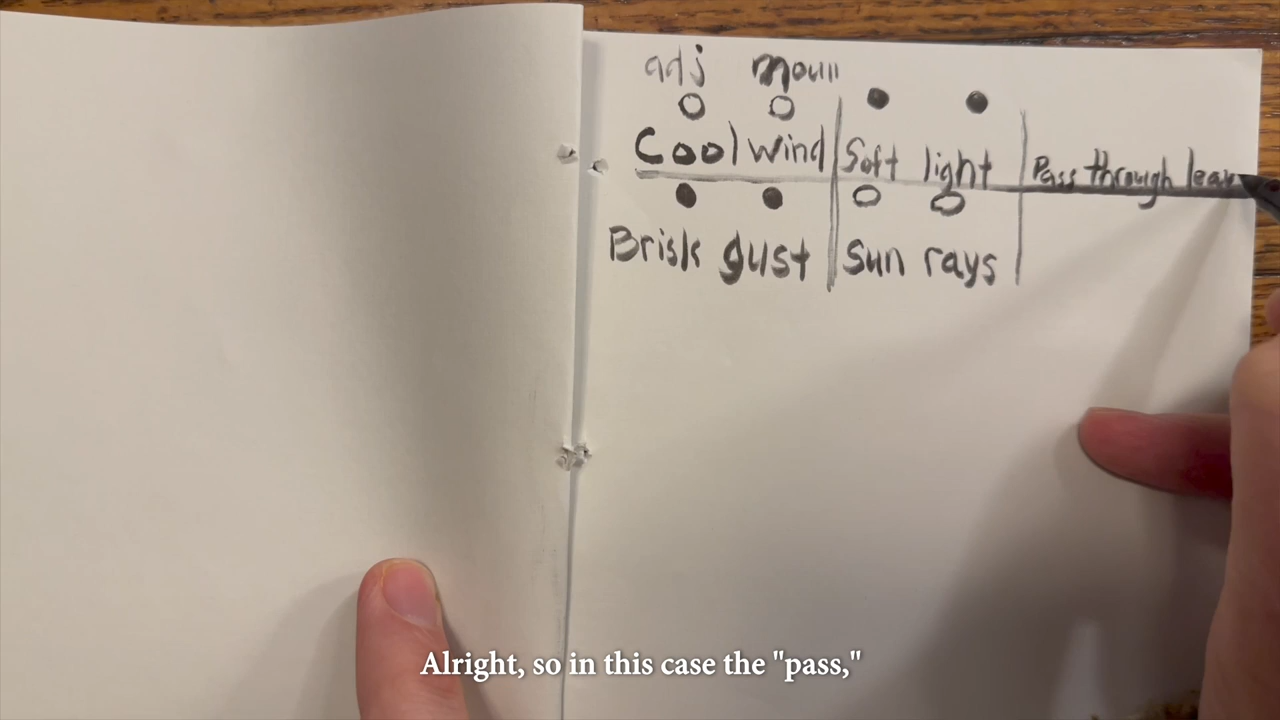 adj noun
Cool wind Soft light Pass through
Brisk gust Sun rays
Alright, so in this case the "pass,"